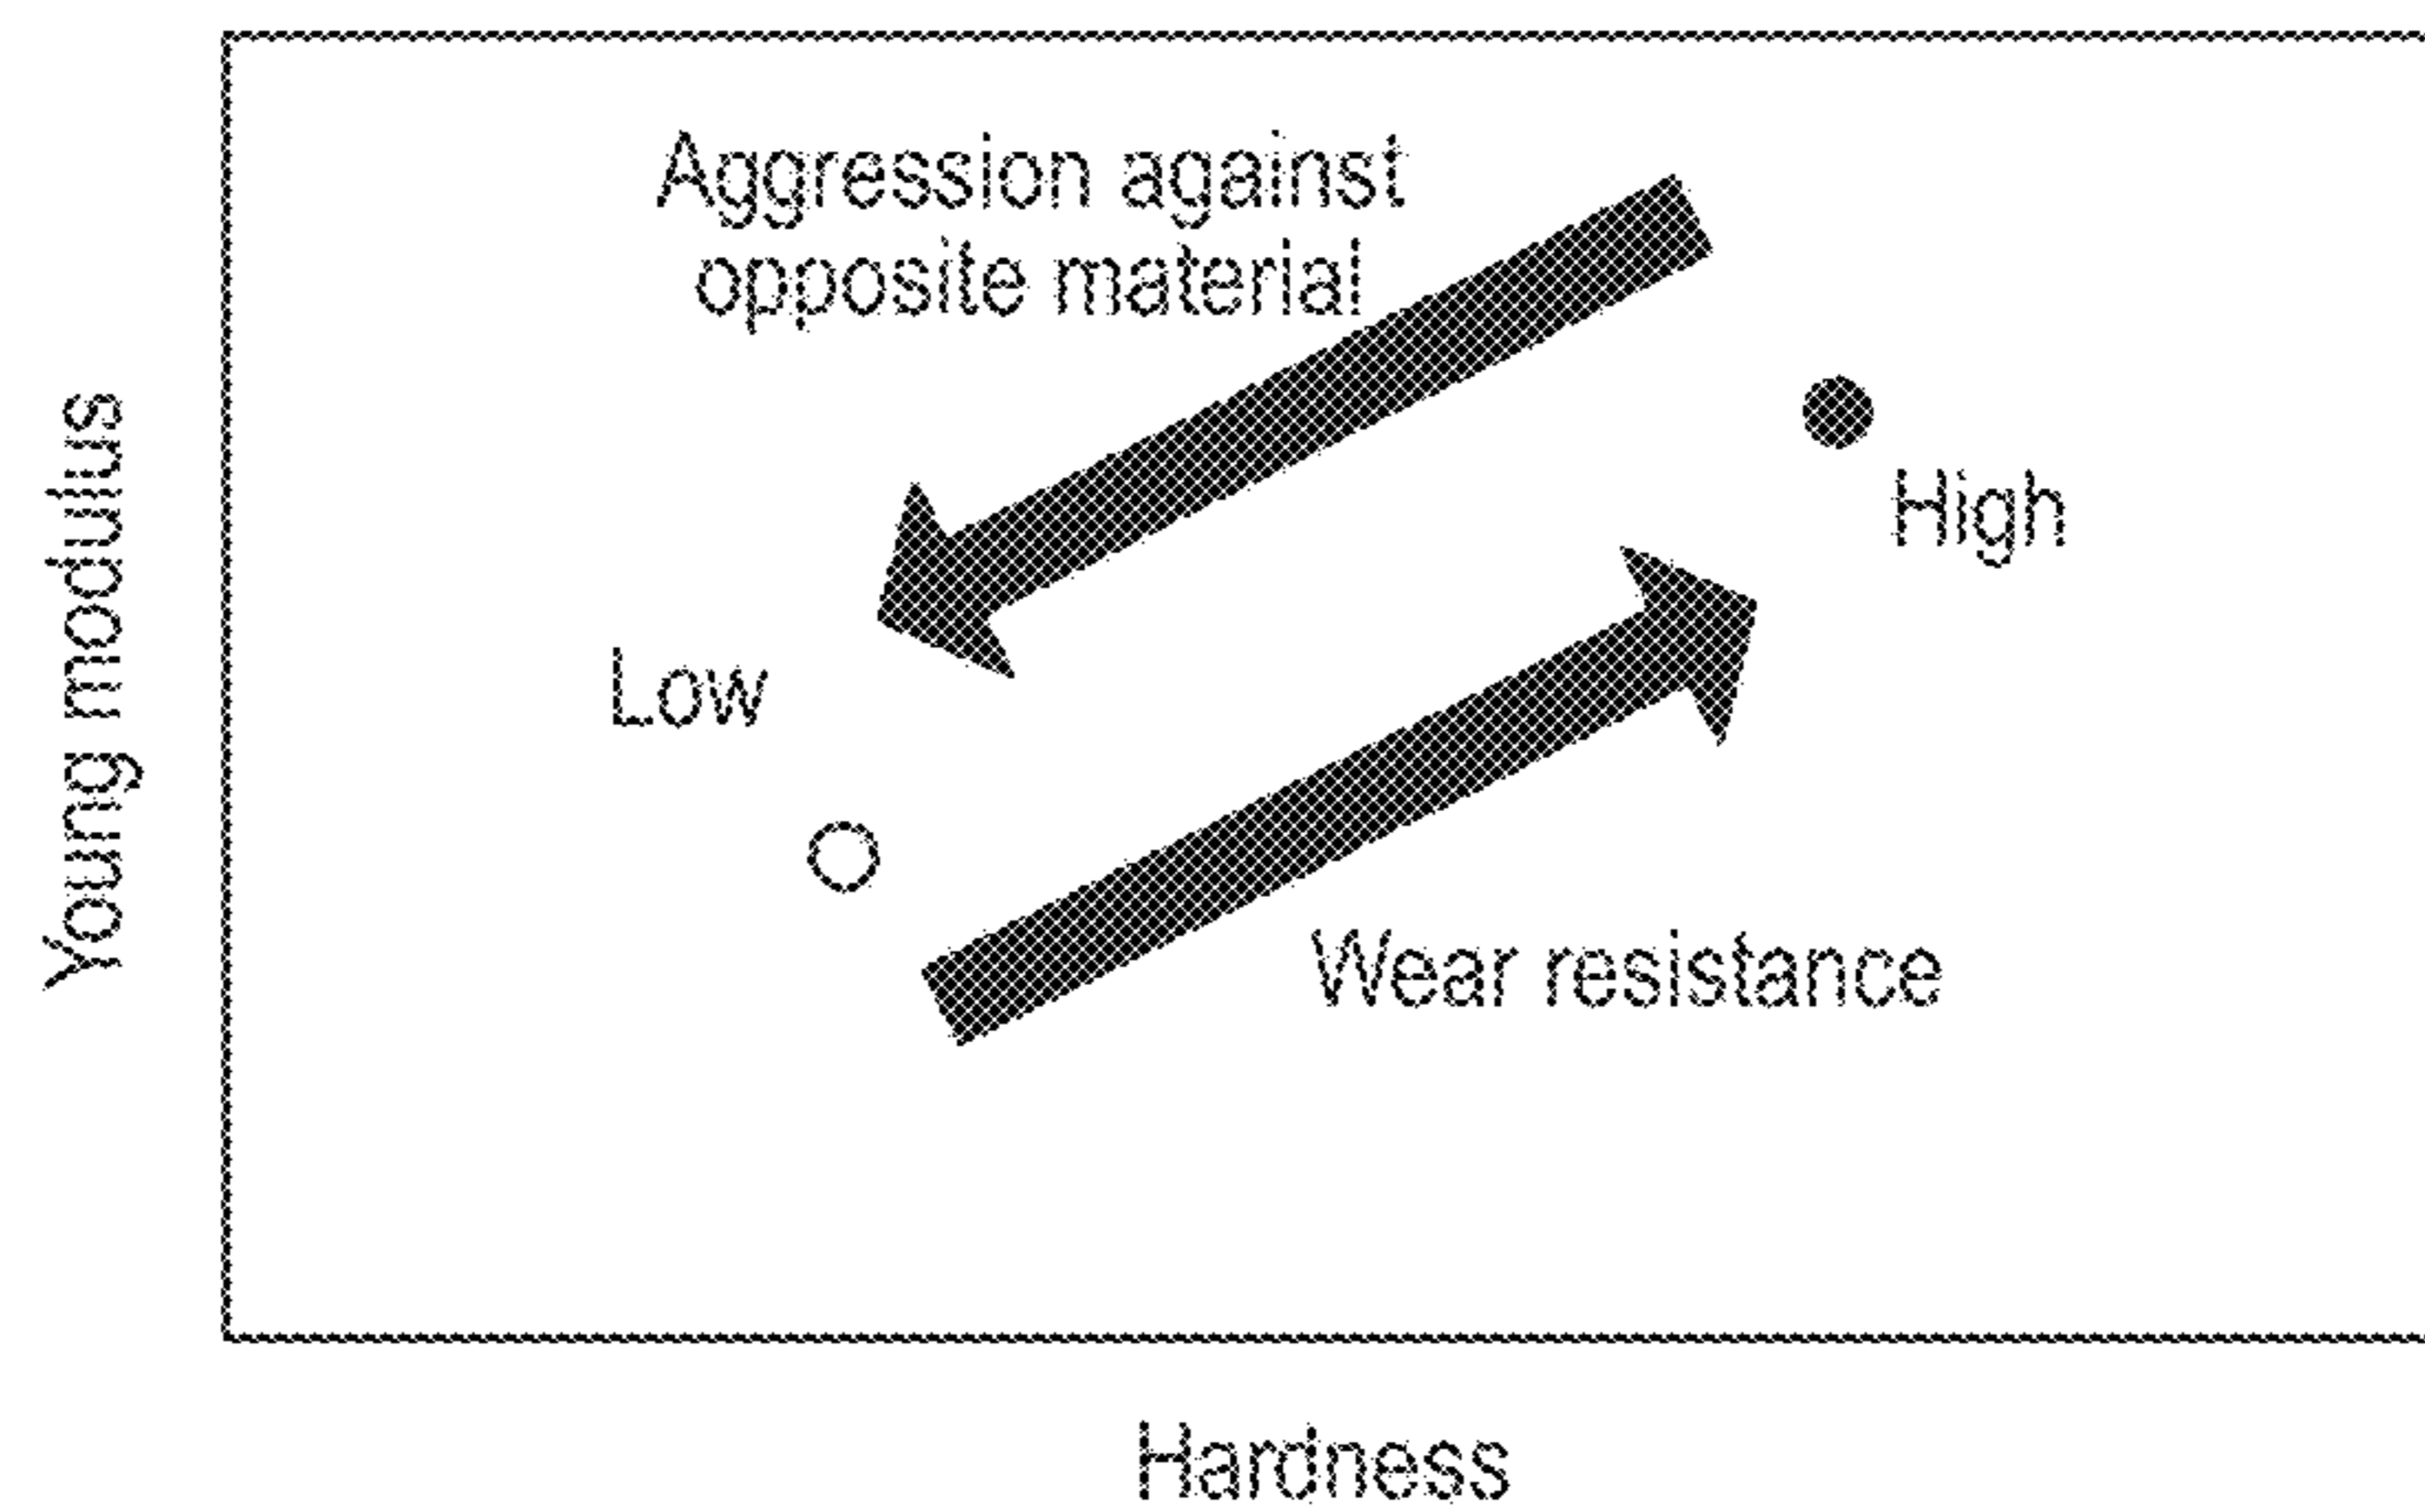 Aggression against
opposite material
High
Low
Wear resistance
Young modulus
Hardness